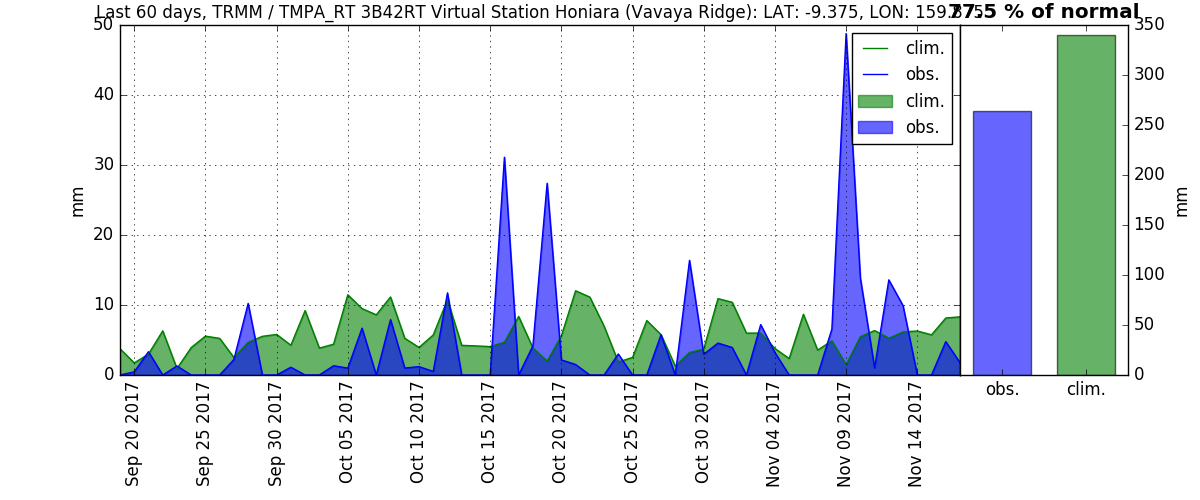 Last 60 days, TRMM / TMPA_RT 3B42RT Virtual Station Honiara (Vavaya Ridge): LAT: -9.375, LON:
77.5 % of normal
50
40
30
20
10
0
mm
clim.
obs.
clim.
obs.
350
300
250
200
150
100
50
0
mm
Sep 20 2017
Sep 25 2017
Sep 30 2017
Oct 05 2017
Oct 10 2017
Oct 15 2017
Oct 20 2017
Oct 25 2017
Oct 30 2017
Nov 04 2017
Nov 09 2017
Nov 14 2017
obs.
clim.